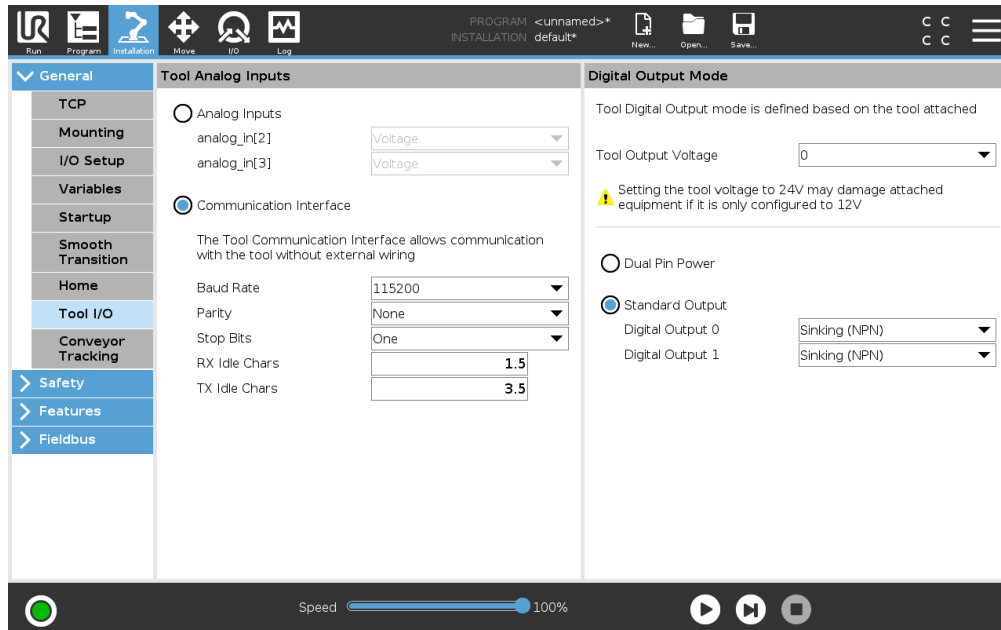 UR
Run
Program
Installation
Move
I/O
Log
PROGRAM <unnamed>*
INSTALLATION default*
New...
Open...
Save...
C C
C C
General
TCP
Mounting
I/O Setup
Variables
Startup
Smooth
Transition
Home
Tool I/O
Conveyor
Tracking
Safety
Features
Fieldbus
Tool Analog Inputs
Analog Inputs
analog_in[2] Voltage
analog_in[3] Voltage
Communication Interface
The Tool Communication Interface allows communication
with the tool without external wiring
Baud Rate 115200
Parity None
Stop Bits One
RX Idle Chars 1.5
TX Idle Chars 3.5
Digital Output Mode
Tool Digital Output mode is defined based on the tool attached
Tool Output Voltage 0
Setting the tool voltage to 24V may damage attached
equipment if it is only configured to 12V
Dual Pin Power
Standard Output
Digital Output 0 Sinking (NPN)
Digital Output 1 Sinking (NPN)
Speed 100%